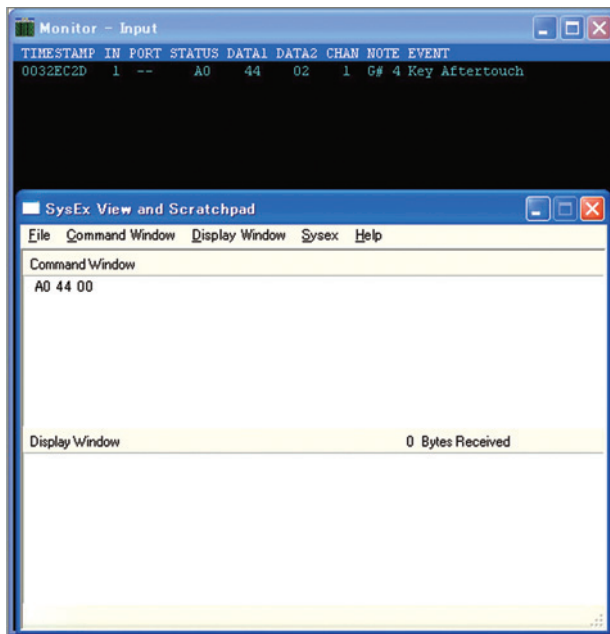 Monitor - Input
TIMESTAMP IN PORT STATUS DATA1 DATA2 CHAN NOTE EVENT
0032EC2D 1 -- A0 44 02 1 G# 4 Key Aftertouch
SysEx View and Scratchpad
File Command Window Display Window Sysex Help
Command Window
A0 44 00
Display Window 0 Bytes Received